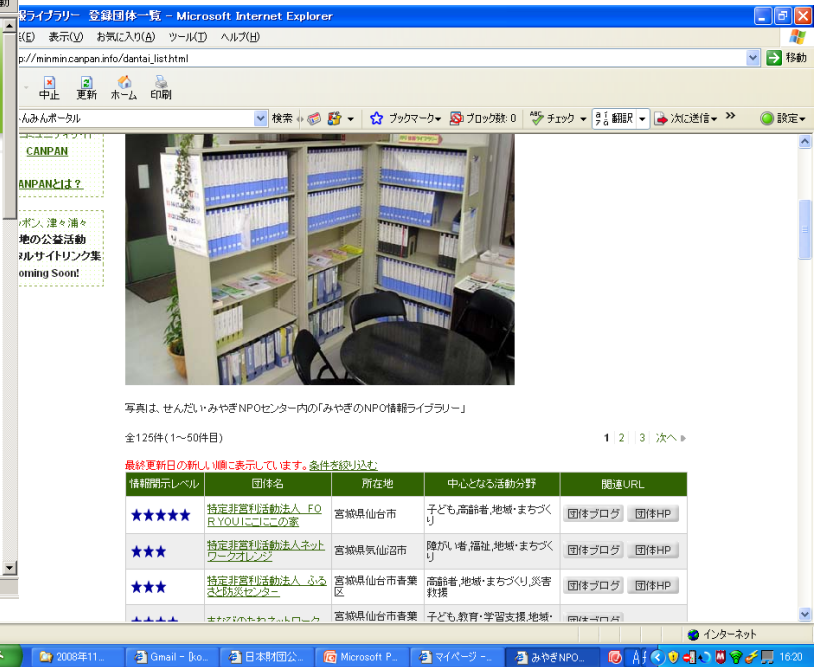 報ライブラリー 登録団体一覧 - Microsoft Internet Explorer
表示(V) お気に入り(A) ツール(T) ヘルプ(H)
p://minmin.canpan.info/dantai_list.html
移動
中止 更新 ホーム 印刷
んみんポータル
検索 ブックマーク ブロック数: 0 チェック 翻訳 次に送信 設定
CANPAN
ANPANとは?
ッポン、津々浦々
地の公益活動
タルサイトリンク集
oming Soon!
写真は、せんだい・みやぎNPOセンター内の「みやぎのNPO情報ライブラリー」
全125件(1~50件目)
1 | 2 | 3 | 次へ
最終更新日の新しい順に表示しています。条件を絞り込む
情報開示レベル 団体名 所在地 中心となる活動分野 関連URL
★★★★★ 特定非営利活動法人 FOR YOUにこにこの家 宮城県仙台市 子ども,高齢者,地域・まちづくり 団体ブログ 団体HP
★★★ 特定非営利活動法人ネットワークオレンジ 宮城県気仙沼市 障がい者,福祉,地域・まちづくり 団体ブログ 団体HP
★★★ 特定非営利活動法人 ふるさと防災センター 宮城県仙台市青葉区 高齢者,地域・まちづくり,災害救援 団体ブログ 団体HP
★★★★ まなびのたねネットワーク 宮城県仙台市青葉 子ども,教育・学習支援,地域・ 団体ブログ
インターネット
2008年11... Gmail - [ko... 日本財団公... Microsoft P... マイページ -... みやぎNPO... 16:20